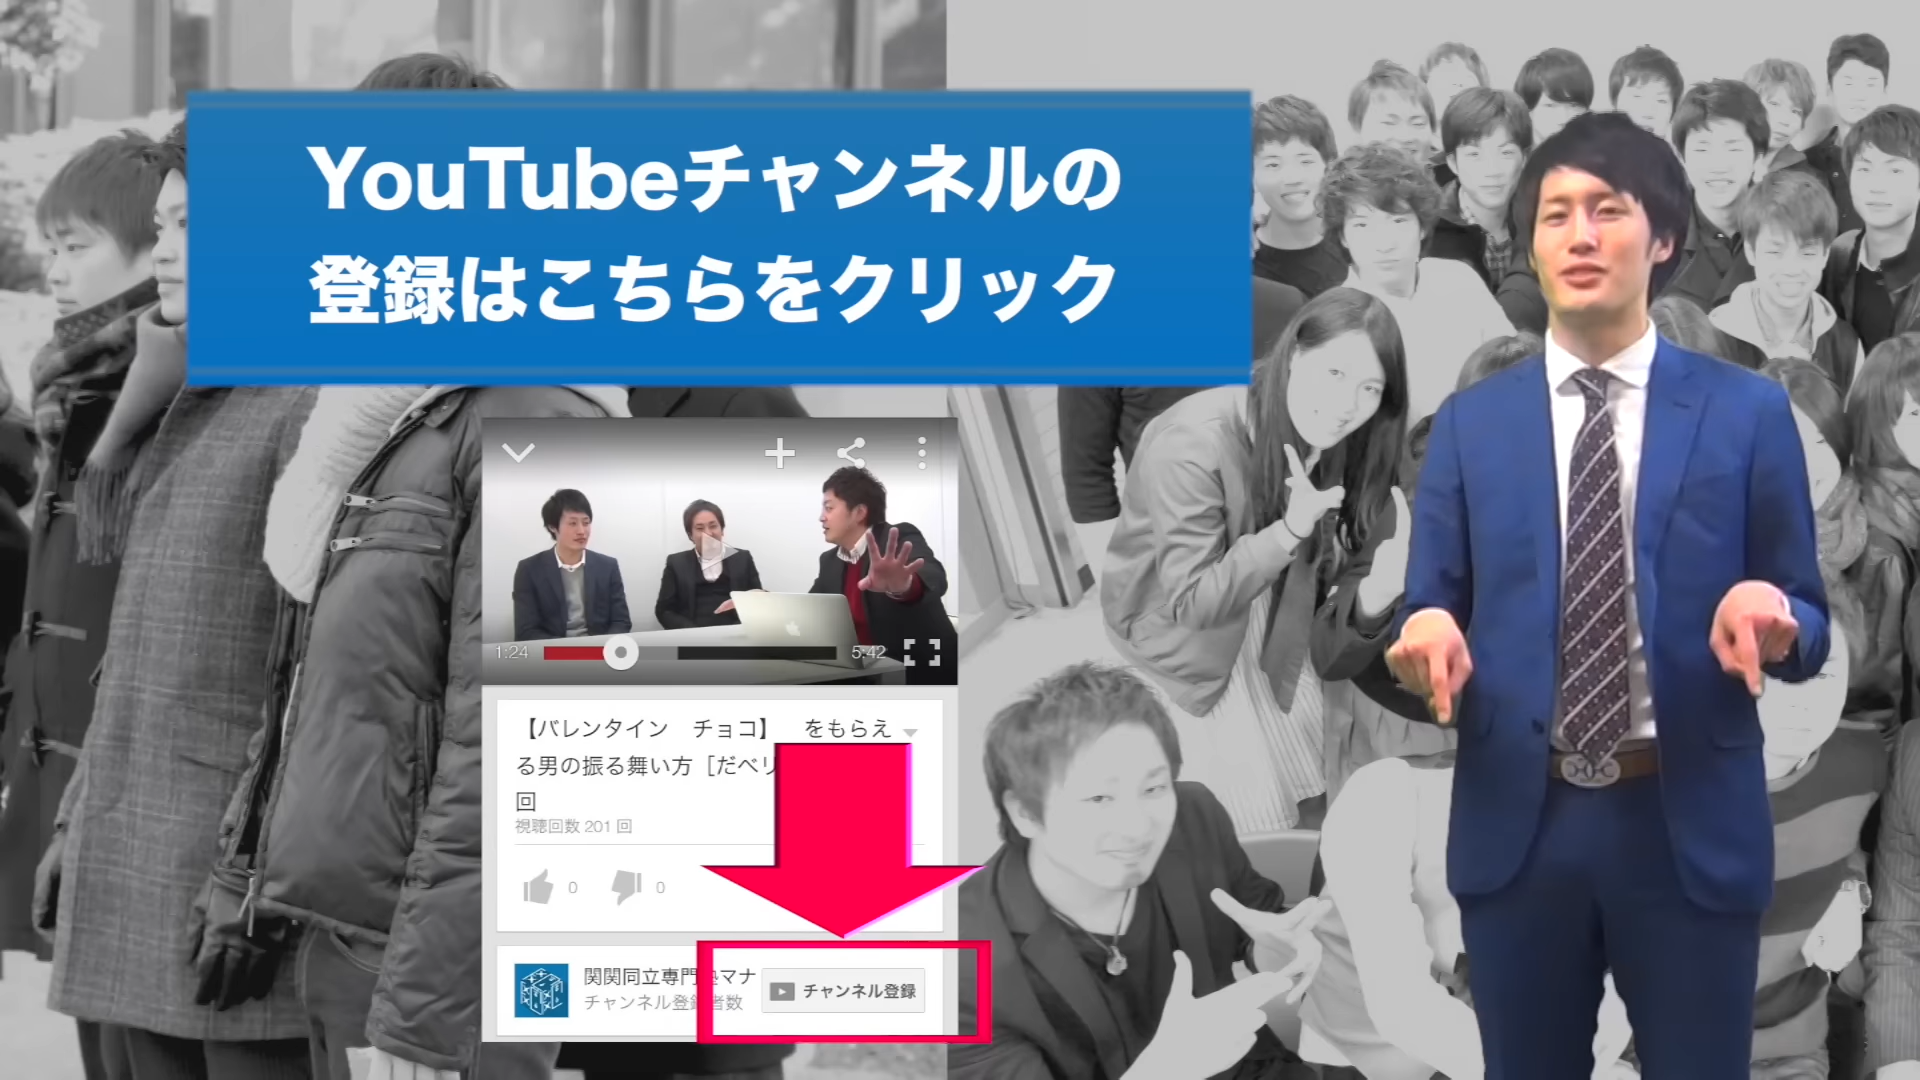 YouTubeチャンネルの
登録はこちらをクリック
1:24
5:42
【バレンタイン チョコ】 をもらえ
る男の振る舞い方［だべリ
回
視聴回数 201 回
0
0
関関同立専門塾マナ
チャンネル登録者数
チャンネル登録